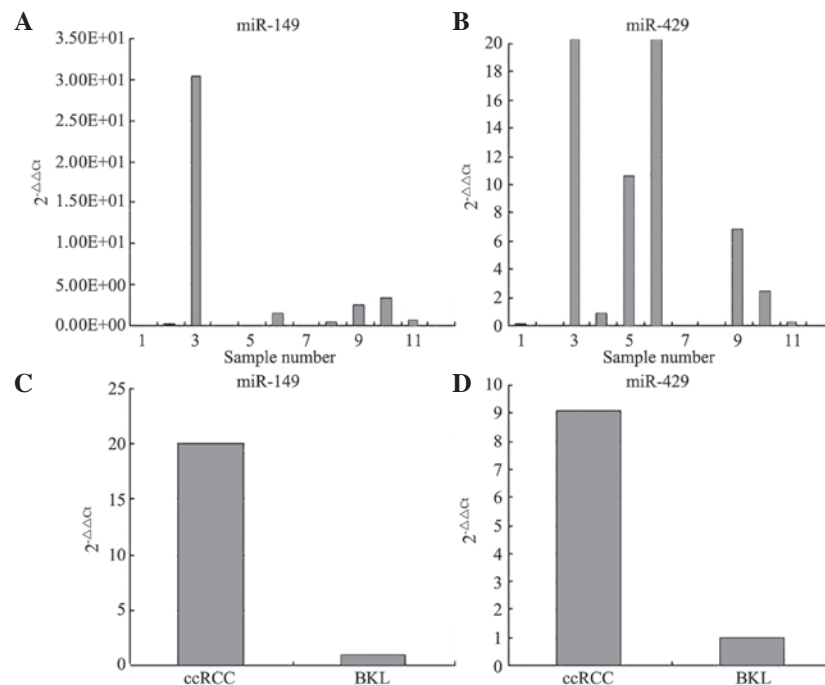 A
miR-149
3.50E+01
3.00E+01
2.50E+01
2.00E+01
1.50E+01
1.00E+01
5.00E+00
0.00E+00
2-△△Ct
1 3 5 7 9 11
Sample number
B
miR-429
20
18
16
14
12
10
8
6
4
2
0
2-△△Ct
1 3 5 7 9 11
Sample number
C
miR-149
25
20
15
10
5
0
2-△△Ct
ccRCC BKL
D
miR-429
10
9
8
7
6
5
4
3
2
1
0
2-△△Ct
ccRCC BKL